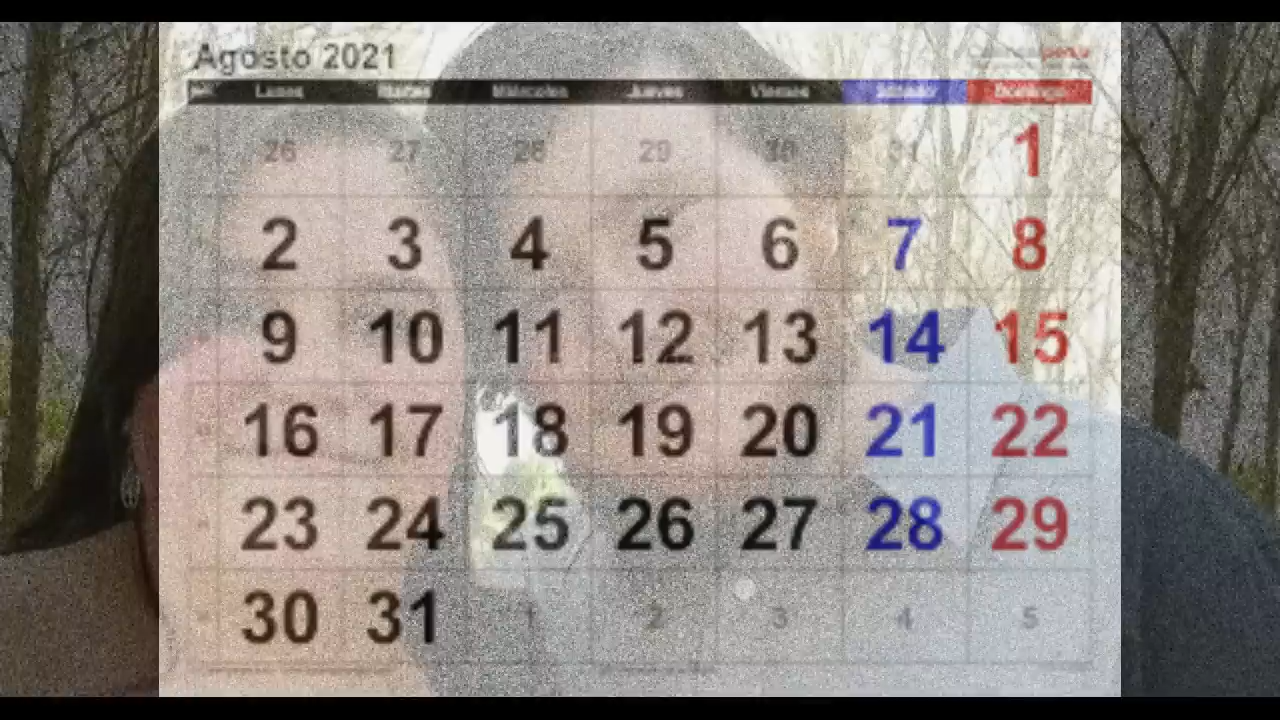 Agosto 2021
Lunes Martes Miércoles Jueves Viernes Sábado Domingo
26 27 28 29 30 31 1
2 3 4 5 6 7 8
9 10 11 12 13 14 15
16 17 18 19 20 21 22
23 24 25 26 27 28 29
30 31 1 2 3 4 5